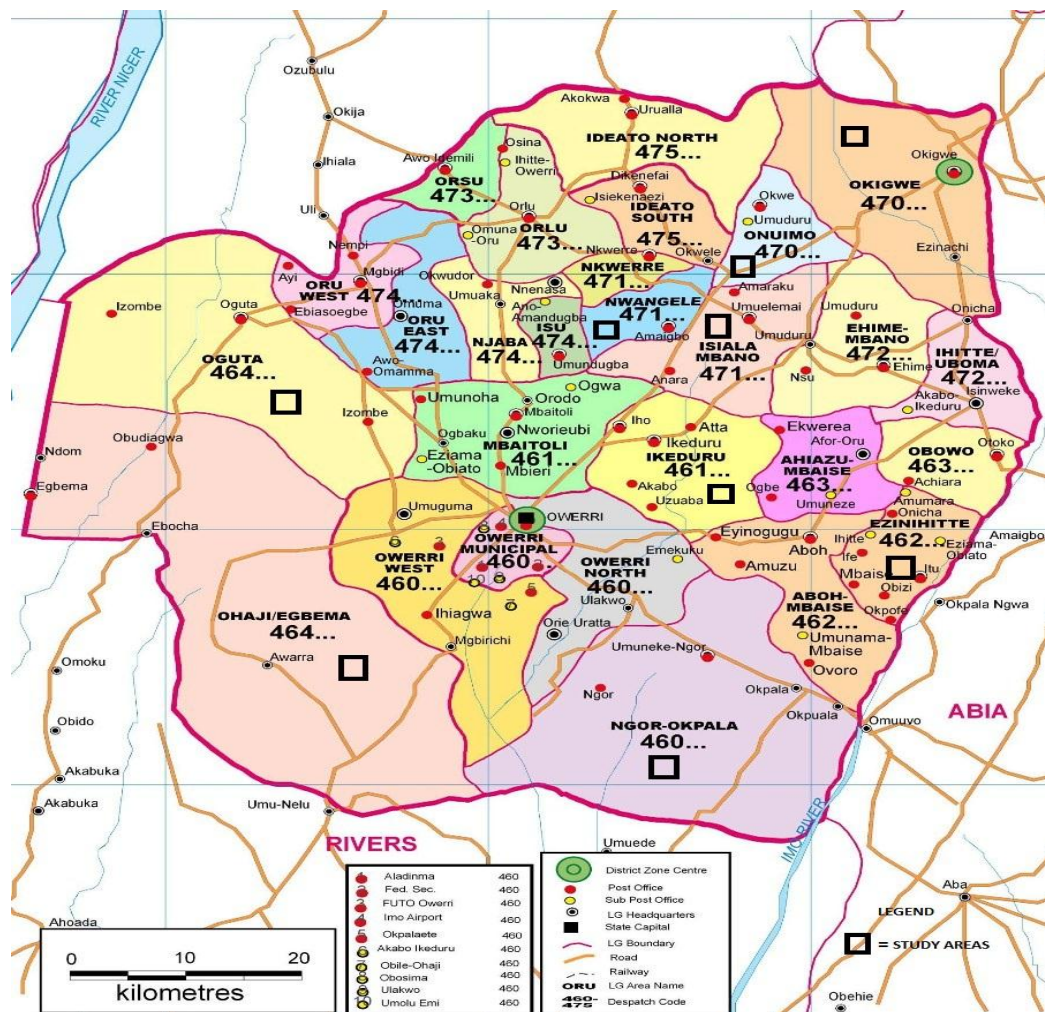 RIVER NIGER
Ozubulu
Okija
Ihiala
Uli
Akokwa
Urualla
IDEATO NORTH
475...
Osina
Ihitte-
Owerri
Awo Idemili
ORSU
473...
Dikenefai
Isiekenaezi
IDEATO
SOUTH
475...
Okigwe
OKIGWE
470...
Okwe
Umuduru
ONUIMO
470...
Orlu
ORLU
473...
Omuna
-Oru
Nkwerre
Okwele
Ezinachi
Nempi
Ayi
Mgbidi
ORU
WEST
474...
Ebiasoegbe
Okwudor
Umuaka
Nnenasa
NKWERRE
471...
Amaraku
Izombe
Oguta
OGUTA
464...
Omuma
ORU
EAST
474...
Awo-
Omamma
NJABA
474...
Ano-
Amandugba
ISU
474...
Umundugba
NWANGELE
471...
Amaigbo
Umuelemai
Umuduru
ISIALA
MBANO
471...
Anara
Umuduru
EHIME-
MBANO
472...
Ehime
Nsu
Onicha
IHITTE/
UBOMA
472...
Isinweke
Akabo-
Ikeduru
Umunoha
Izombe
Ogwa
Orodo
Mbaitoli
Nworieubi
MBAITOLI
461...
Mbieri
Ogbaku
Eziama
-Obiato
Iho
Atta
Ikeduru
IKEDURU
461...
Akabo
Uzuaba
Ekwerea
Afor-Oru
AHIAZU-
MBAISE
463...
Ogbe
Umuneze
Otoko
OBOWO
463...
Achiara
Amumara
Onicha
EZINIHITTE
462...
Ihitte
Ife
Eziama-
Obiato
Itu
Mbaise
Obizi
Okpofe
Amaigbo
Okpala Ngwa
Obudiagwa
Ndom
Egbema
Ebocha
Umuguma
OWERRI
WEST
460...
OWERRI
OWERRI
MUNICIPAL
460...
Emekuku
OWERRI
NORTH
460...
Ulakwo
Orie Uratta
Eyinogugu
Aboh
Amuzu
ABOH-
MBAISE
462...
Umunama-
Mbaise
Ovoro
Ihiagwa
Mgbirichi
OHAJI/EGBEMA
464...
Awarra
Umuneke-Ngor
Ngor
NGOR-OKPALA
460...
Okpala
Okpuala
Omuuvo
ABIA
Omoku
Obido
Akabuka
Akabuka
Ahoada
Umu-Nelu
RIVERS
Umuede
IMO RIVER
Aba
Obehie
0 10 20
kilometres
1 Aladinma 460
2 Fed. Sec. 460
3 FUTO Owerri 460
4 Imo Airport 460
5 Okpalaete 460
6 Akabo Ikeduru 460
7 Obile-Ohaji 460
8 Obosima 460
9 Ulakwo 460
10 Umolu Emi 460
District Zone Centre
Post Office
Sub Post Office
LG Headquarters
State Capital
LG Boundary
Road
Railway
ORU LG Area Name
460-
475 Despatch Code
LEGEND
= STUDY AREAS